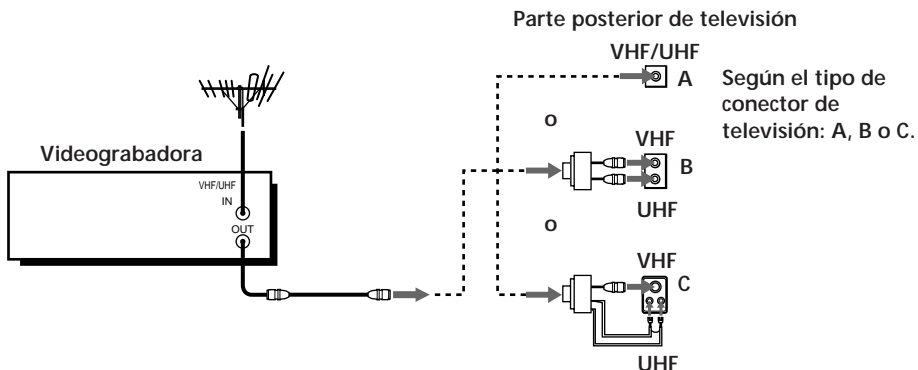 Parte posterior de televisión
VHF/UHF
A
Según el tipo de
conector de
televisión: A, B o C.
o
VHF
B
UHF
Videograbadora
VHF/UHF
IN
OUT
o
VHF
C
UHF